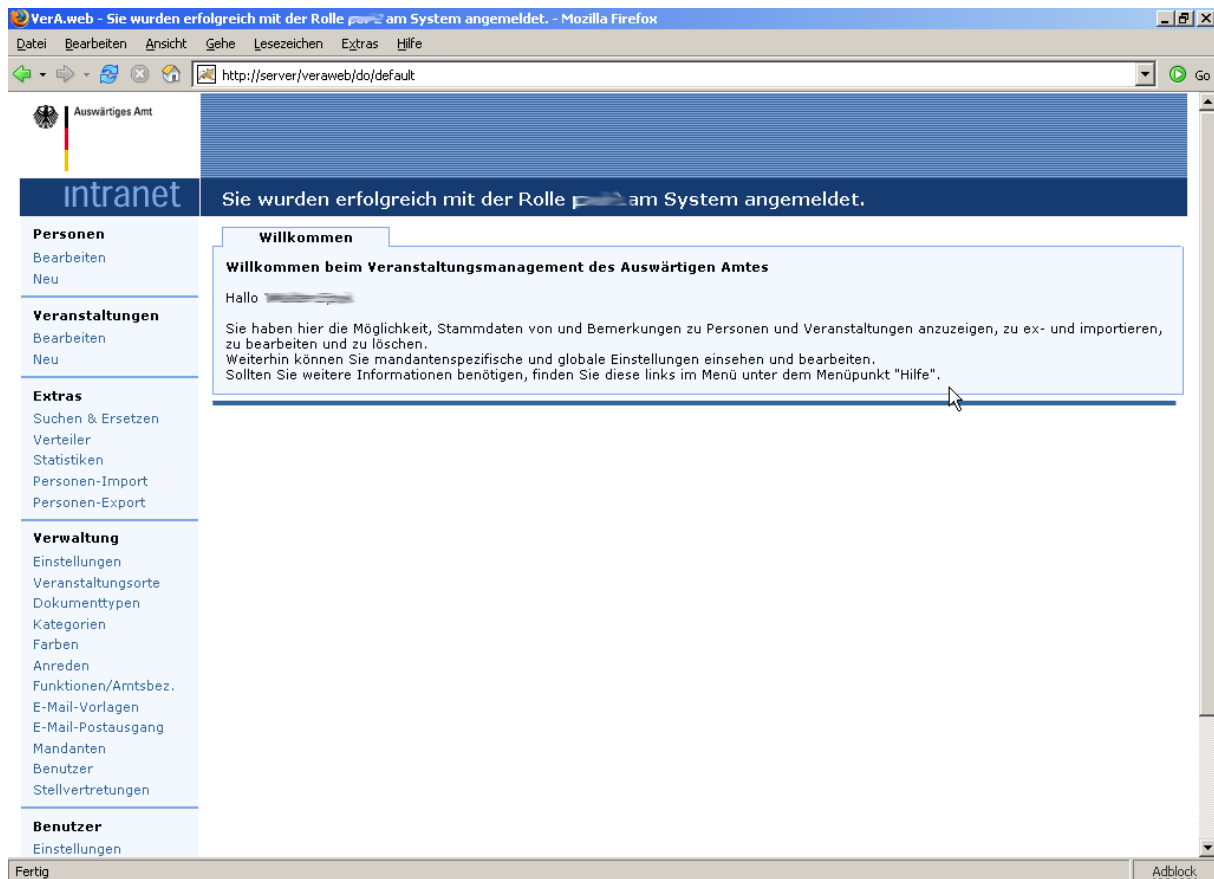 VerA.web - Sie wurden erfolgreich mit der Rolle am System angemeldet. - Mozilla Firefox
Datei Bearbeiten Ansicht Gehe Lesezeichen Extras Hilfe
http://server/veraweb/do/default Go
Auswärtiges Amt
intranet
Sie wurden erfolgreich mit der Rolle am System angemeldet.
Personen
Bearbeiten
Neu
Veranstaltungen
Bearbeiten
Neu
Extras
Suchen & Ersetzen
Verteiler
Statistiken
Personen-Import
Personen-Export
Verwaltung
Einstellungen
Veranstaltungsorte
Dokumenttypen
Kategorien
Farben
Anreden
Funktionen/Amtsbez.
E-Mail-Vorlagen
E-Mail-Postausgang
Mandanten
Benutzer
Stellvertretungen
Benutzer
Einstellungen
Willkommen
Willkommen beim Veranstaltungsmanagement des Auswärtigen Amtes
Hallo
Sie haben hier die Möglichkeit, Stammdaten von und Bemerkungen zu Personen und Veranstaltungen anzuzeigen, zu ex- und importieren,
zu bearbeiten und zu löschen.
Weiterhin können Sie mandantenspezifische und globale Einstellungen einsehen und bearbeiten.
Sollten Sie weitere Informationen benötigen, finden Sie diese links im Menü unter dem Menüpunkt "Hilfe".
Fertig
Adblock